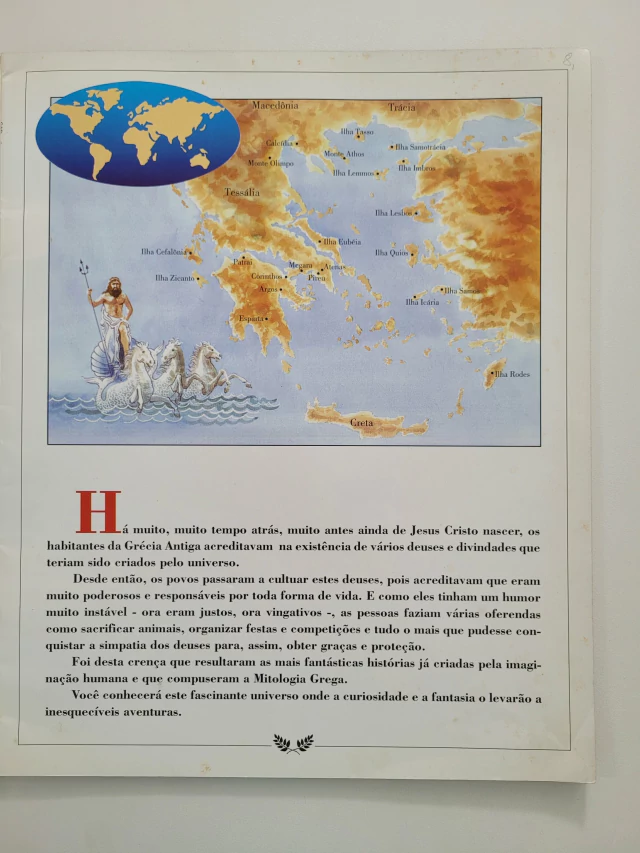 8
Macedônia
Trácia
Ilha Tasso
Calcídia
Ilha Samotrácia
Monte Athos
Monte Olimpo
Ilha Imbros
Ilha Lemnos
Tessália
Ilha Lesbos
Ilha Eubéia
Ilha Cefalônia
Ilha Quios
Patras
Megara
Atenas
Ilha Zicanto
Corinthos
Pireu
Argos
Ilha Samos
Ilha Icária
Esparta
Ilha Rodes
Creta
Há muito, muito tempo atrás, muito antes ainda de Jesus Cristo nascer, os
habitantes da Grécia Antiga acreditavam na existência de vários deuses e divindades que
teriam sido criados pelo universo.
Desde então, os povos passaram a cultuar estes deuses, pois acreditavam que eram
muito poderosos e responsáveis por toda forma de vida. E como eles tinham um humor
muito instável - ora eram justos, ora vingativos -, as pessoas faziam várias oferendas
como sacrificar animais, organizar festas e competições e tudo o mais que pudesse con-
quistar a simpatia dos deuses para, assim, obter graças e proteção.
Foi desta crença que resultaram as mais fantásticas histórias já criadas pela imagi-
nação humana e que compuseram a Mitologia Grega.
Você conhecerá este fascinante universo onde a curiosidade e a fantasia o levarão a
inesquecíveis aventuras.